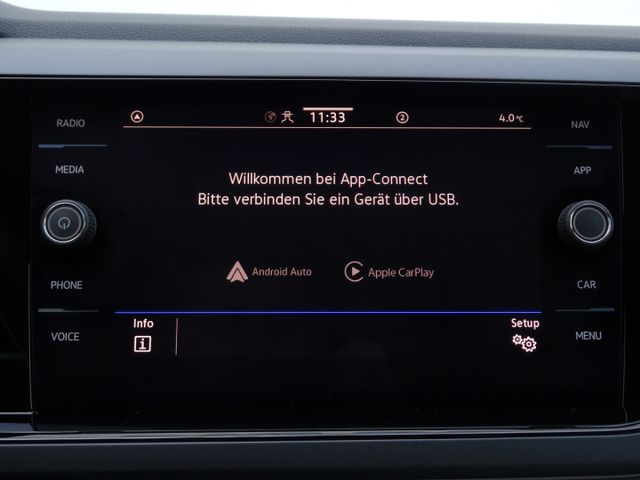 RADIO
MEDIA
PHONE
VOICE
11:33
2
4.0°C
Willkommen bei App-Connect
Bitte verbinden Sie ein Gerät über USB.
Android Auto
Apple CarPlay
Info
i
Setup
NAV
APP
CAR
MENU